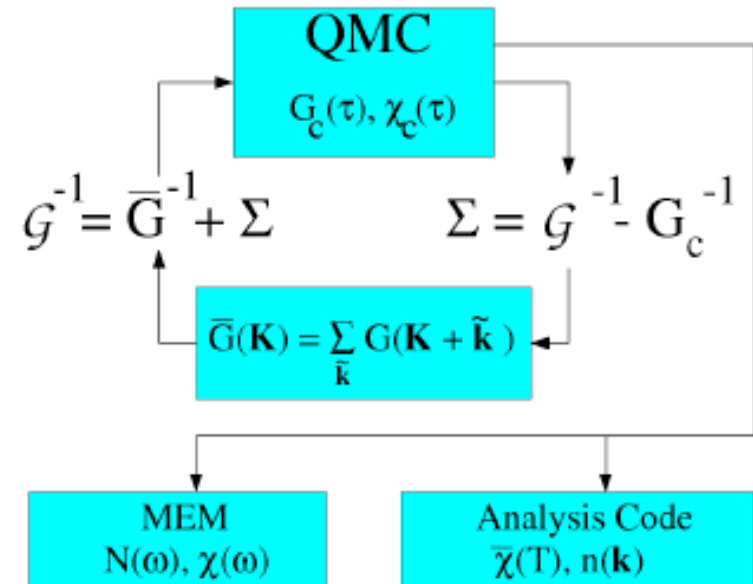 QMC
G_c(τ), χ_c(τ)
𝒢^-1 = G̅^-1 + Σ
Σ = 𝒢^-1 - G_c^-1
G̅(K) = Σ_k̃ G(K + k̃ )
MEM
N(ω), χ(ω)
Analysis Code
χ̅(T), n(k)